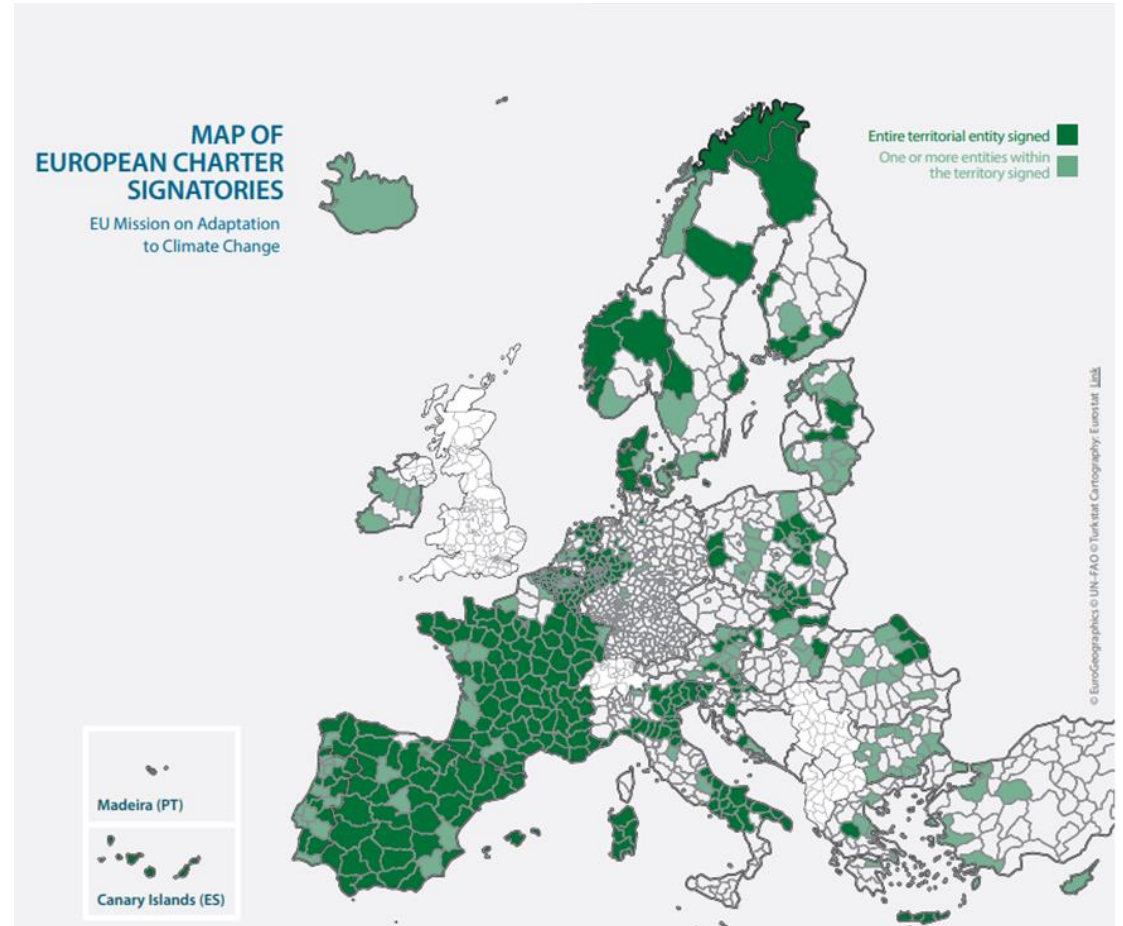 MAP OF
EUROPEAN CHARTER
SIGNATORIES
EU Mission on Adaptation
to Climate Change
Entire territorial entity signed
One or more entities within
the territory signed
© EuroGeographics © UN-FAO © Turkstat Cartography: Eurostat Link
Madeira (PT)
Canary Islands (ES)